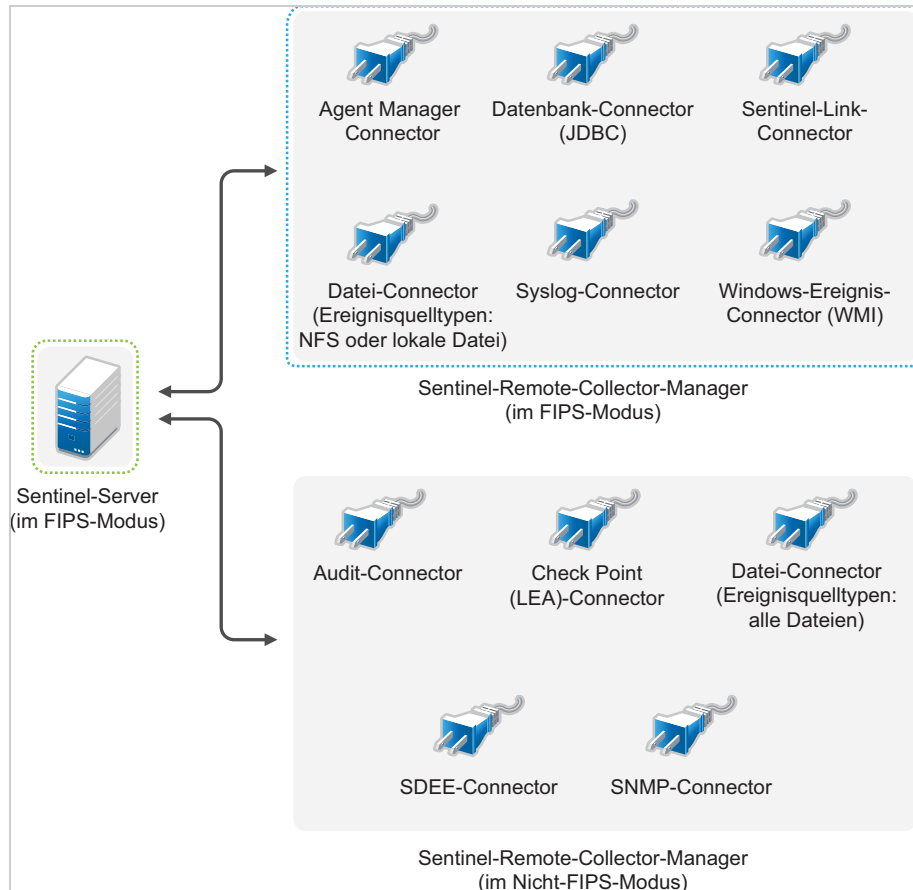 Agent Manager
Connector
Datenbank-Connector
(JDBC)
Sentinel-Link-
Connector
Datei-Connector
(Ereignisquelltypen:
NFS oder lokale Datei)
Syslog-Connector
Windows-Ereignis-
Connector (WMI)
Sentinel-Remote-Collector-Manager
(im FIPS-Modus)
Sentinel-Server
(im FIPS-Modus)
Audit-Connector
Check Point
(LEA)-Connector
Datei-Connector
(Ereignisquelltypen:
alle Dateien)
SDEE-Connector
SNMP-Connector
Sentinel-Remote-Collector-Manager
(im Nicht-FIPS-Modus)